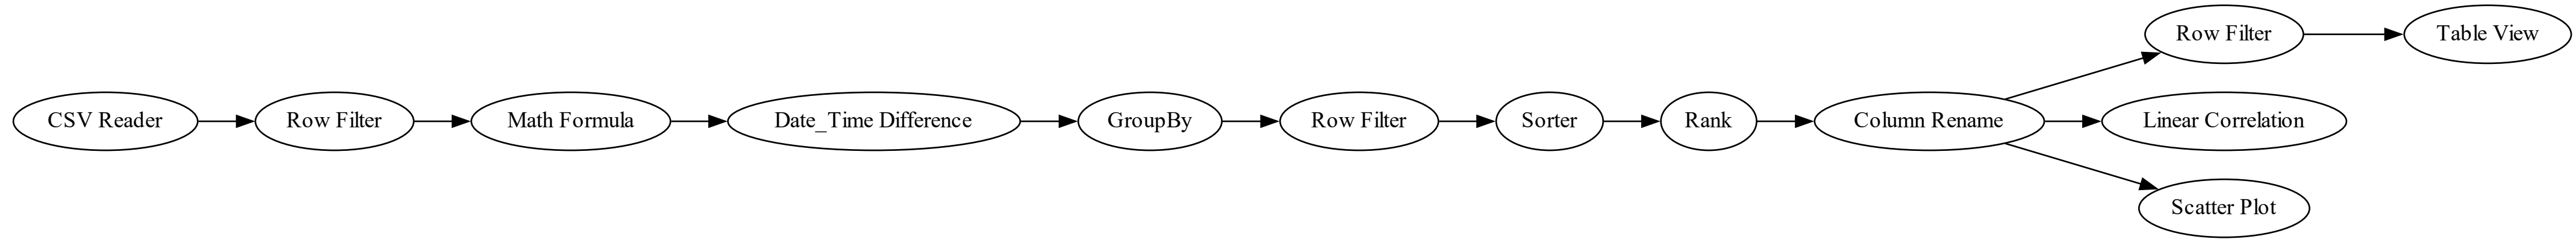 CSV Reader
Row Filter
Math Formula
Date_Time Difference
GroupBy
Row Filter
Sorter
Rank
Column Rename
Row Filter
Table View
Linear Correlation
Scatter Plot